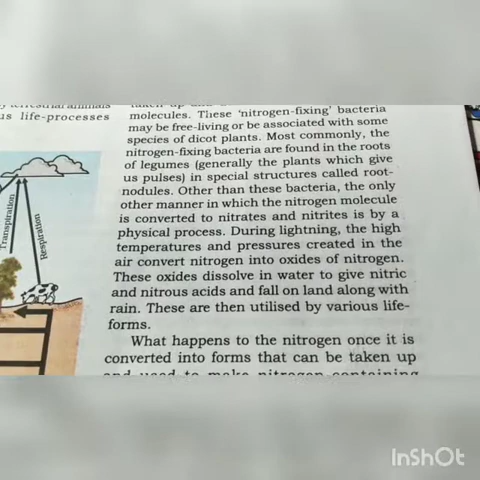 us life-processes
Transpiration
Respiration
molecules. These 'nitrogen-fixing' bacteria
may be free-living or be associated with some
species of dicot plants. Most commonly, the
nitrogen-fixing bacteria are found in the roots
of legumes (generally the plants which give
us pulses) in special structures called root-
nodules. Other than these bacteria, the only
other manner in which the nitrogen molecule
is converted to nitrates and nitrites is by a
physical process. During lightning, the high
temperatures and pressures created in the
air convert nitrogen into oxides of nitrogen.
These oxides dissolve in water to give nitric
and nitrous acids and fall on land along with
rain. These are then utilised by various life-
forms.
What happens to the nitrogen once it is
converted into forms that can be taken up
and used to make nitrogen-containing
InShOt